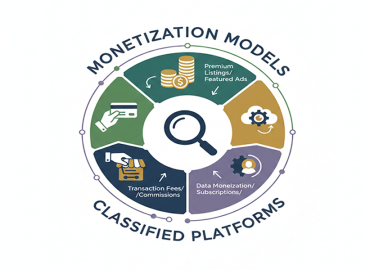 MONETIZATION MODELS
Premium
Listings/
Featured Ads
Transaction Fees/
/Commissions
Data Monetization/
Subscriptions/
CLASSIFIED PLATFORMS